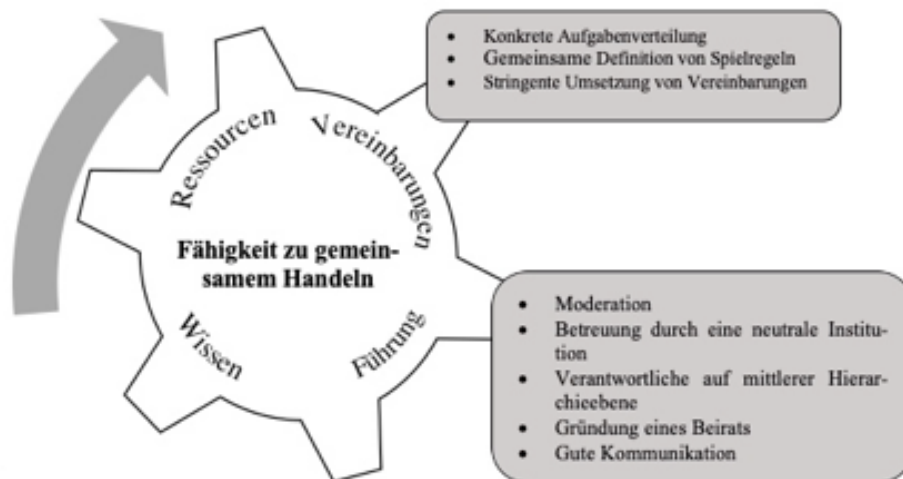 • Konkrete Aufgabenverteilung
• Gemeinsame Definition von Spielregeln
• Stringente Umsetzung von Vereinbarungen
Ressourcen
Vereinbarungen
Fähigkeit zu gemein-
samem Handeln
Wissen
Führung
• Moderation
• Betreuung durch eine neutrale Institu-
tion
• Verantwortliche auf mittlerer Hierar-
chieebene
• Gründung eines Beirats
• Gute Kommunikation